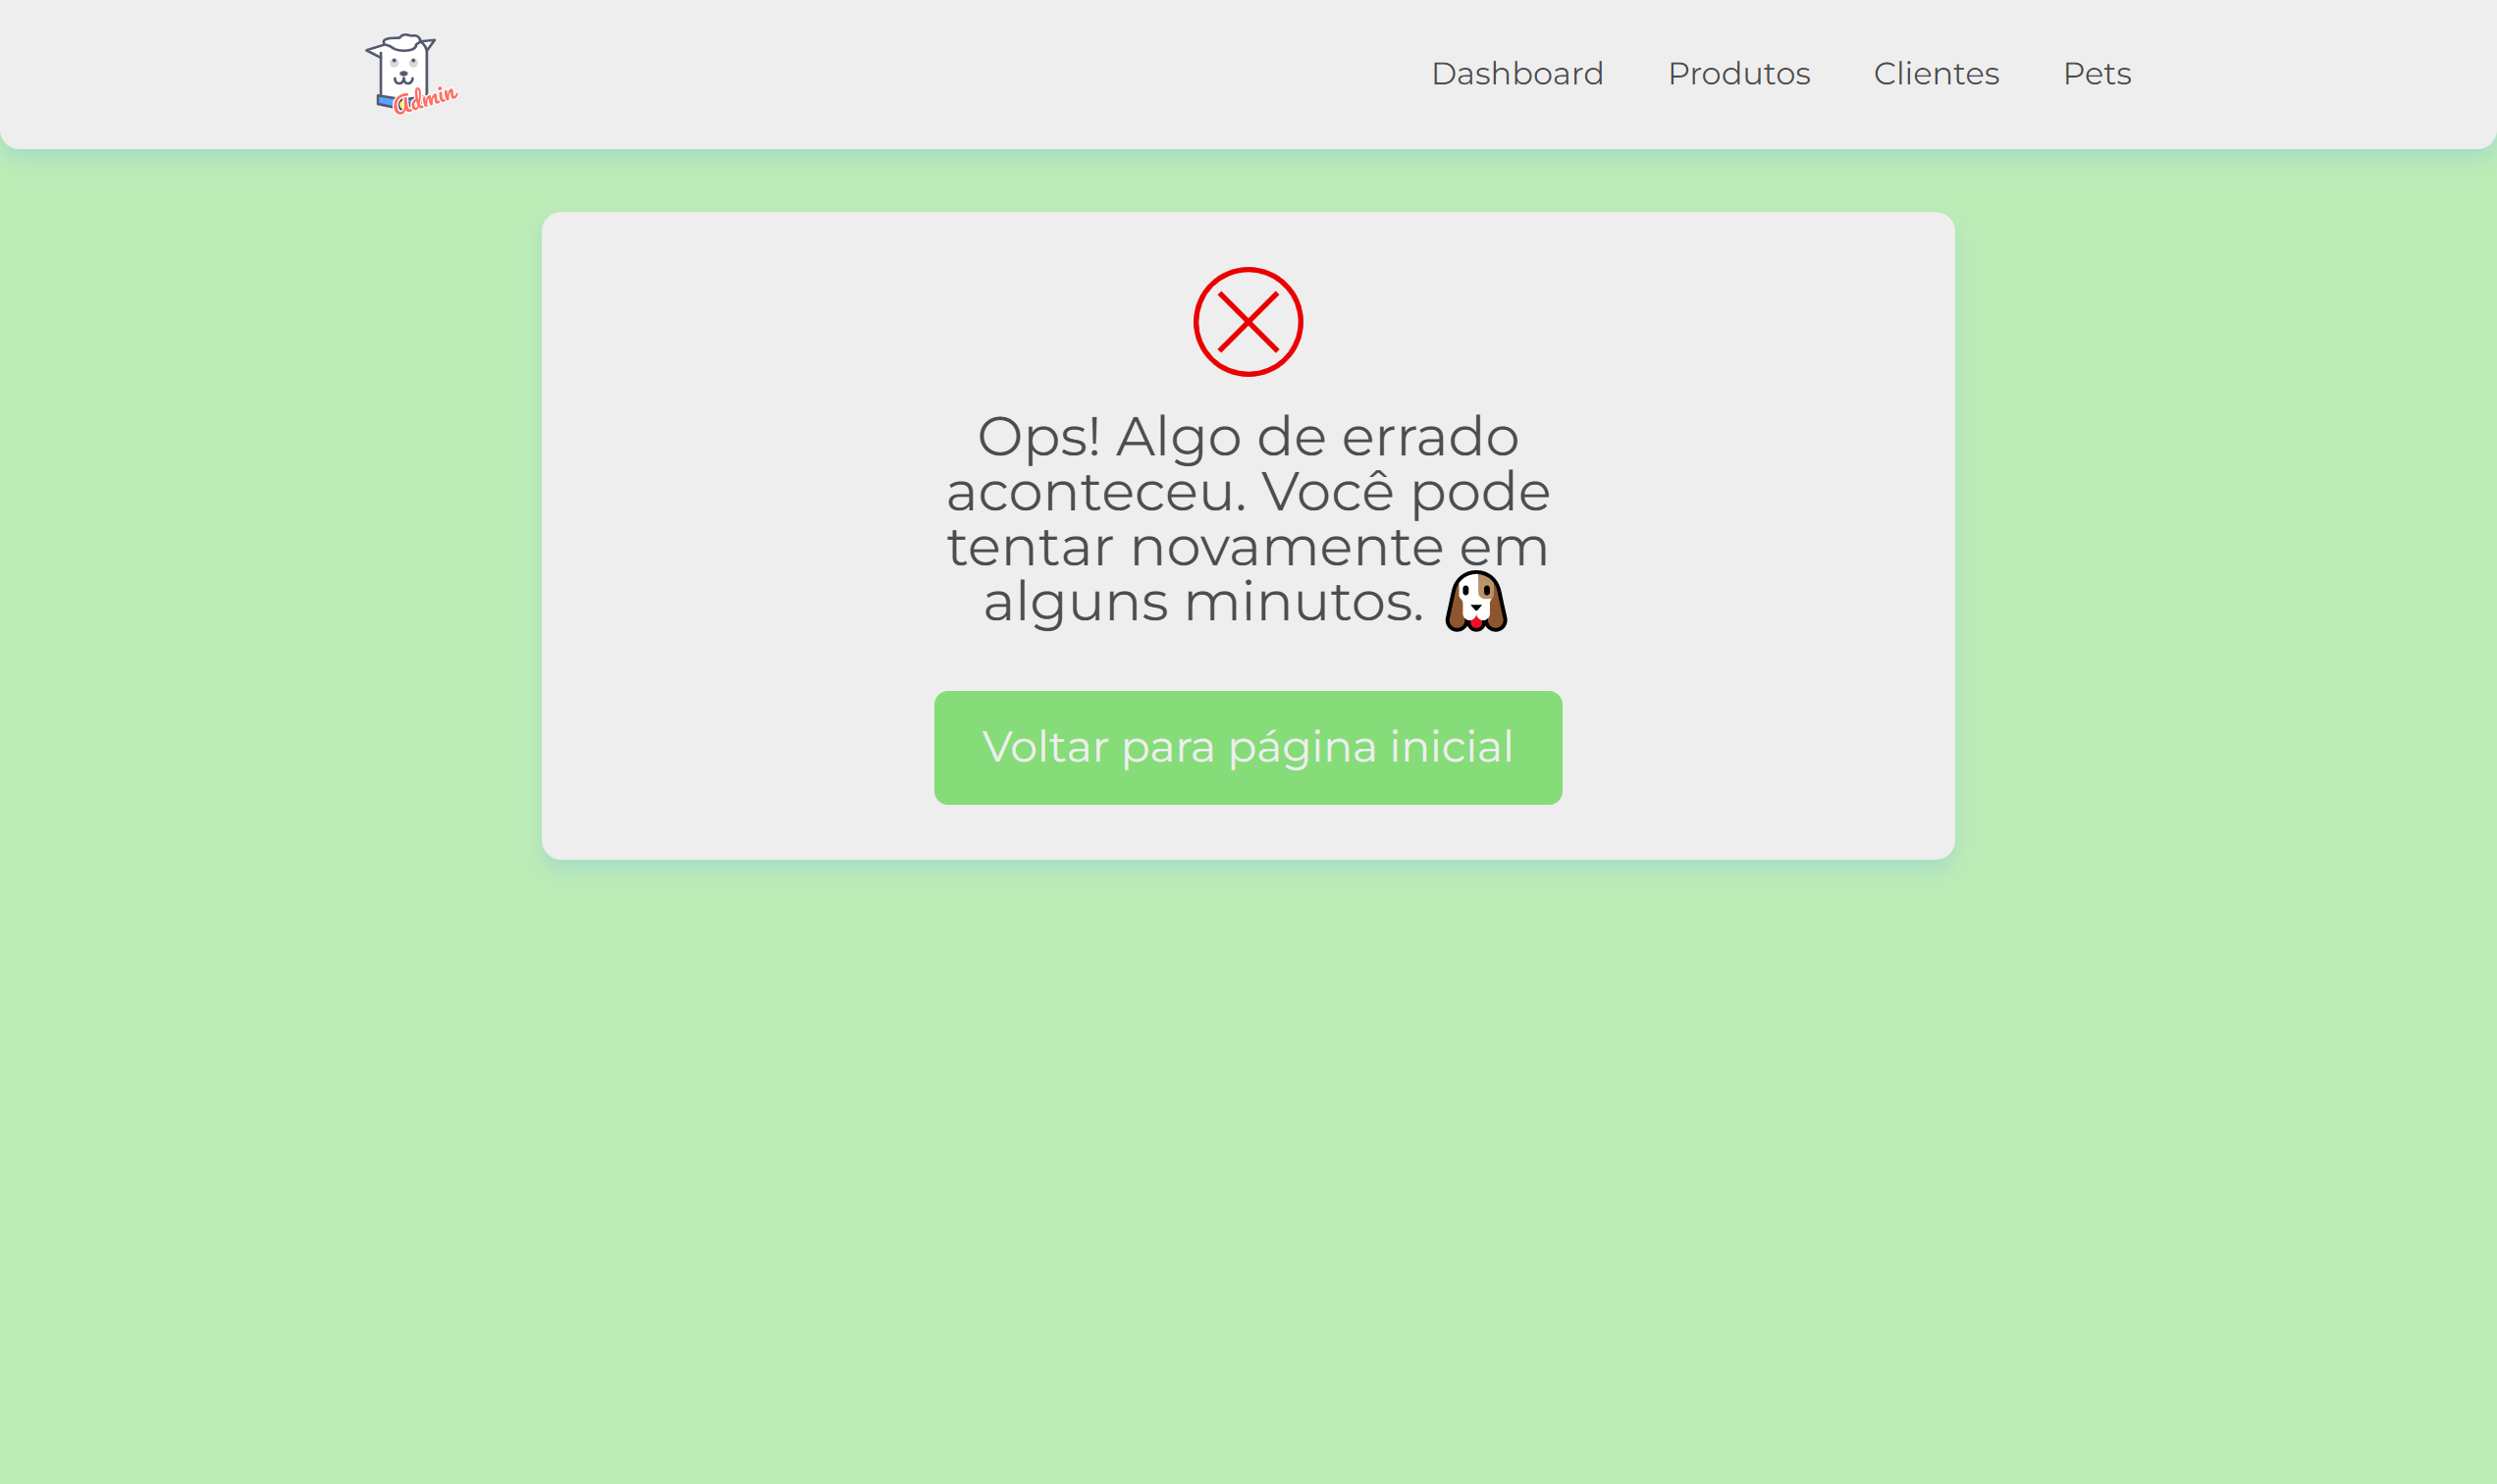 Admin
Dashboard Produtos Clientes Pets
Ops! Algo de errado
aconteceu. Você pode
tentar novamente em
alguns minutos.
Voltar para página inicial